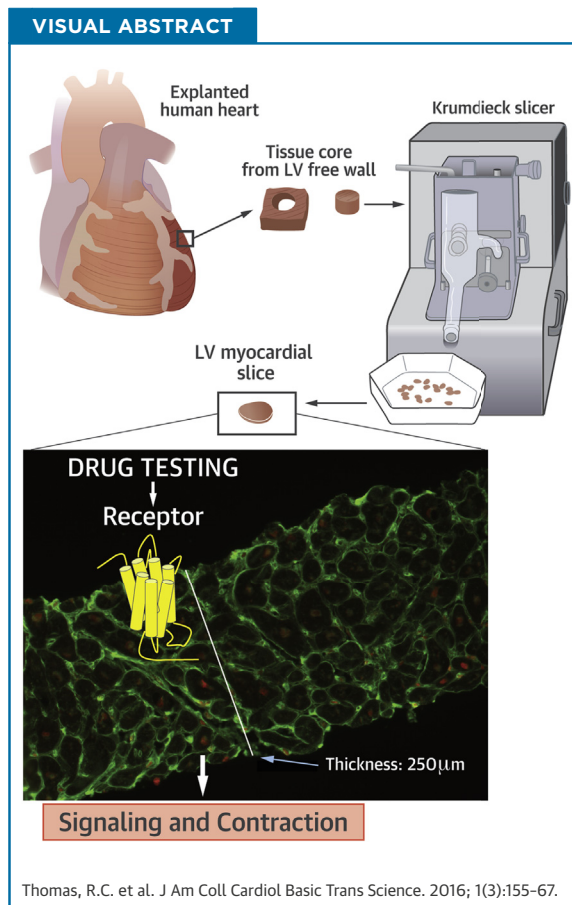 VISUAL ABSTRACT
Explanted
human heart
Krumdieck slicer
Tissue core
from LV free wall
LV myocardial
slice
DRUG TESTING
Receptor
Thickness: 250μm
Signaling and Contraction
Thomas, R.C. et al. J Am Coll Cardiol Basic Trans Science. 2016; 1(3):155–67.